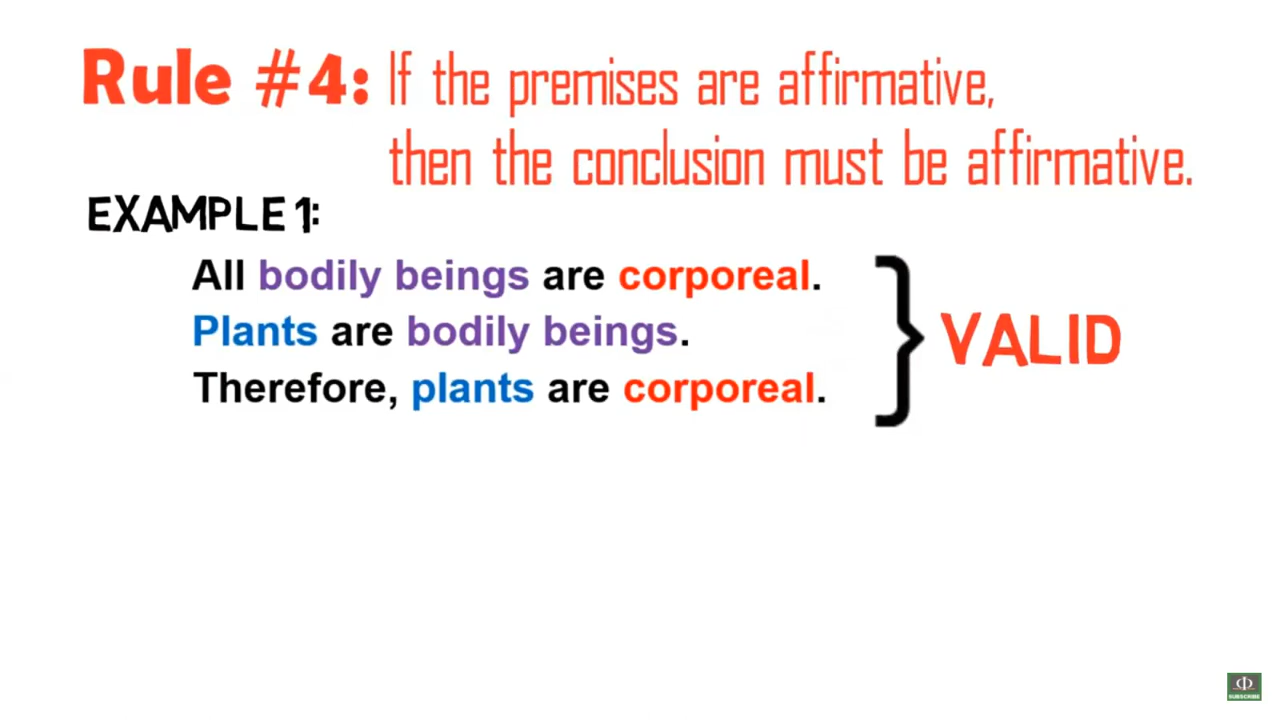 Rule #4: If the premises are affirmative,
then the conclusion must be affirmative.
EXAMPLE 1:
All bodily beings are corporeal.
Plants are bodily beings.
Therefore, plants are corporeal.
VALID
SUBSCRIBE